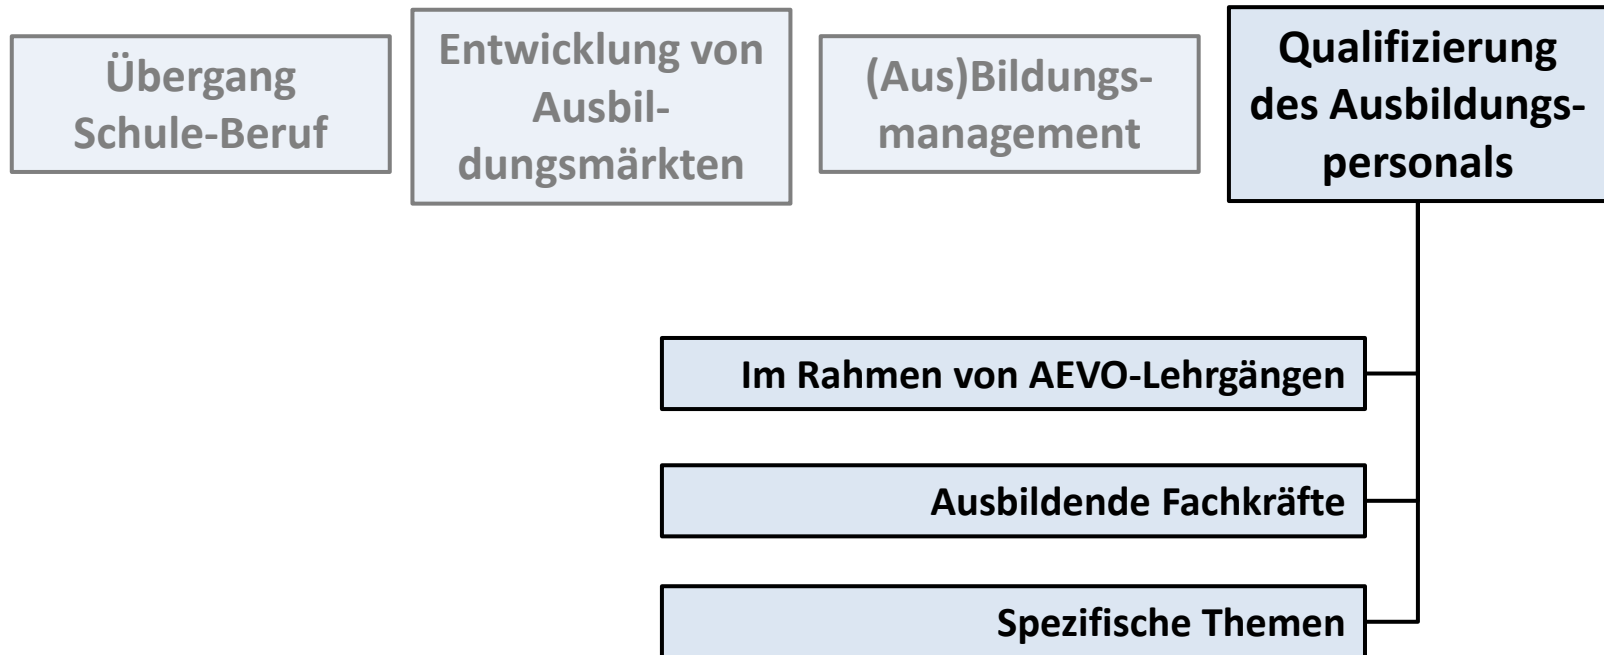 Übergang
Schule-Beruf
Entwicklung von
Ausbil-
dungsmärkten
(Aus)Bildungs-
management
Qualifizierung
des Ausbildungs-
personals
Im Rahmen von AEVO-Lehrgängen
Ausbildende Fachkräfte
Spezifische Themen